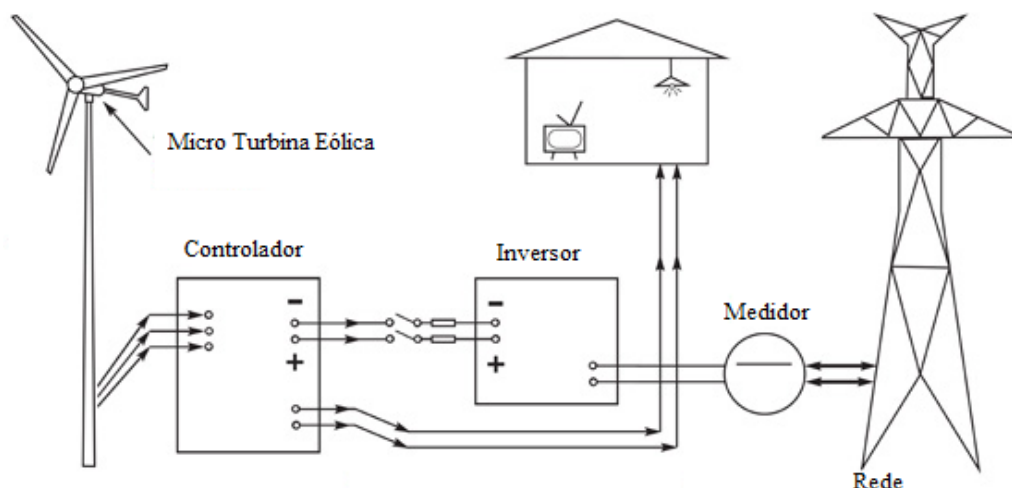 Micro Turbina Eólica
Controlador
Inversor
Medidor
-
+
-
+
Rede